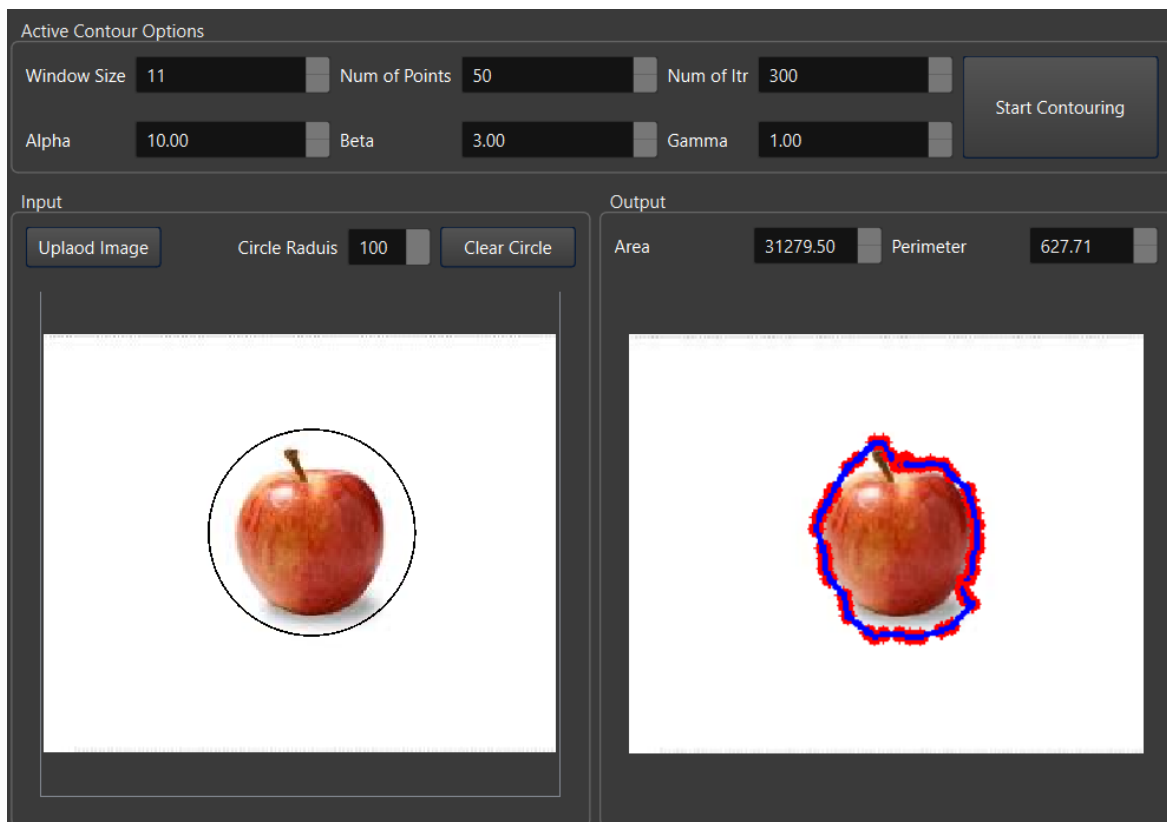 Active Contour Options
Window Size 11 Num of Points 50 Num of Itr 300
Start Contouring
Alpha 10.00 Beta 3.00 Gamma 1.00
Input
Output
Uplaod Image Circle Raduis 100 Clear Circle
Area 31279.50 Perimeter 627.71